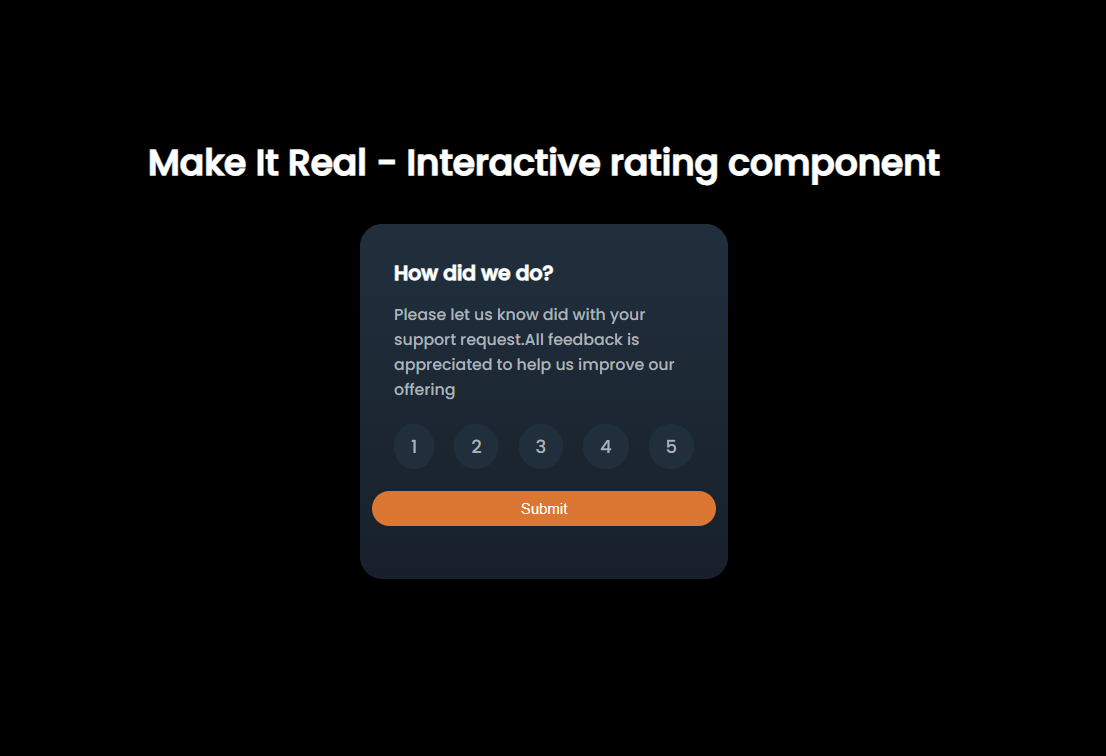 Make It Real - Interactive rating component
How did we do?
Please let us know did with your
support request.All feedback is
appreciated to help us improve our
offering
1 2 3 4 5
Submit